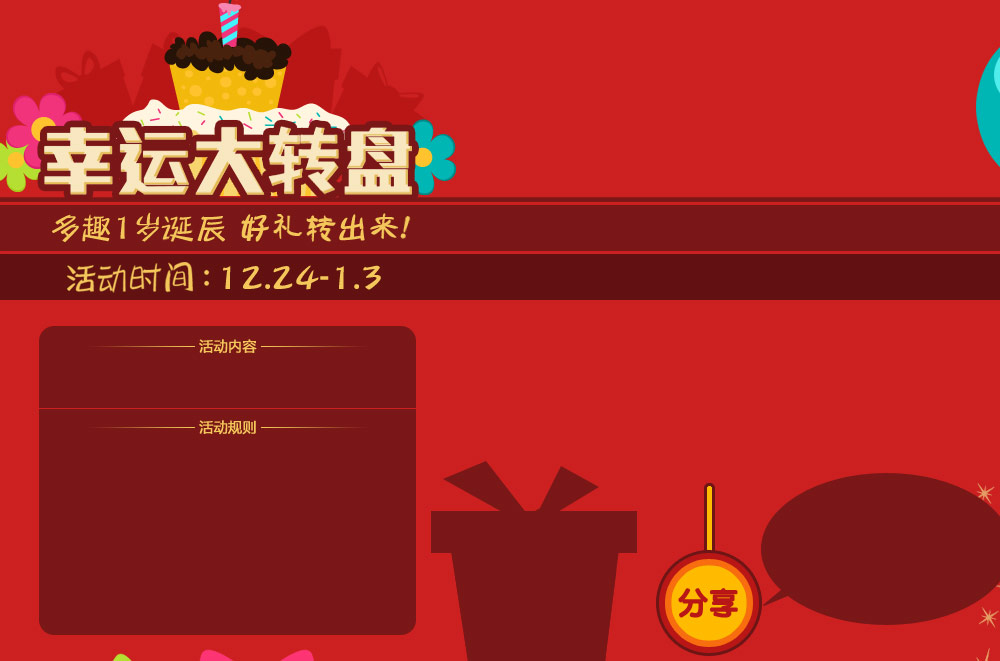 幸运大转盘
多趣1岁诞辰 好礼转出来!
活动时间:12.24-1.3
活动内容
活动规则
分享